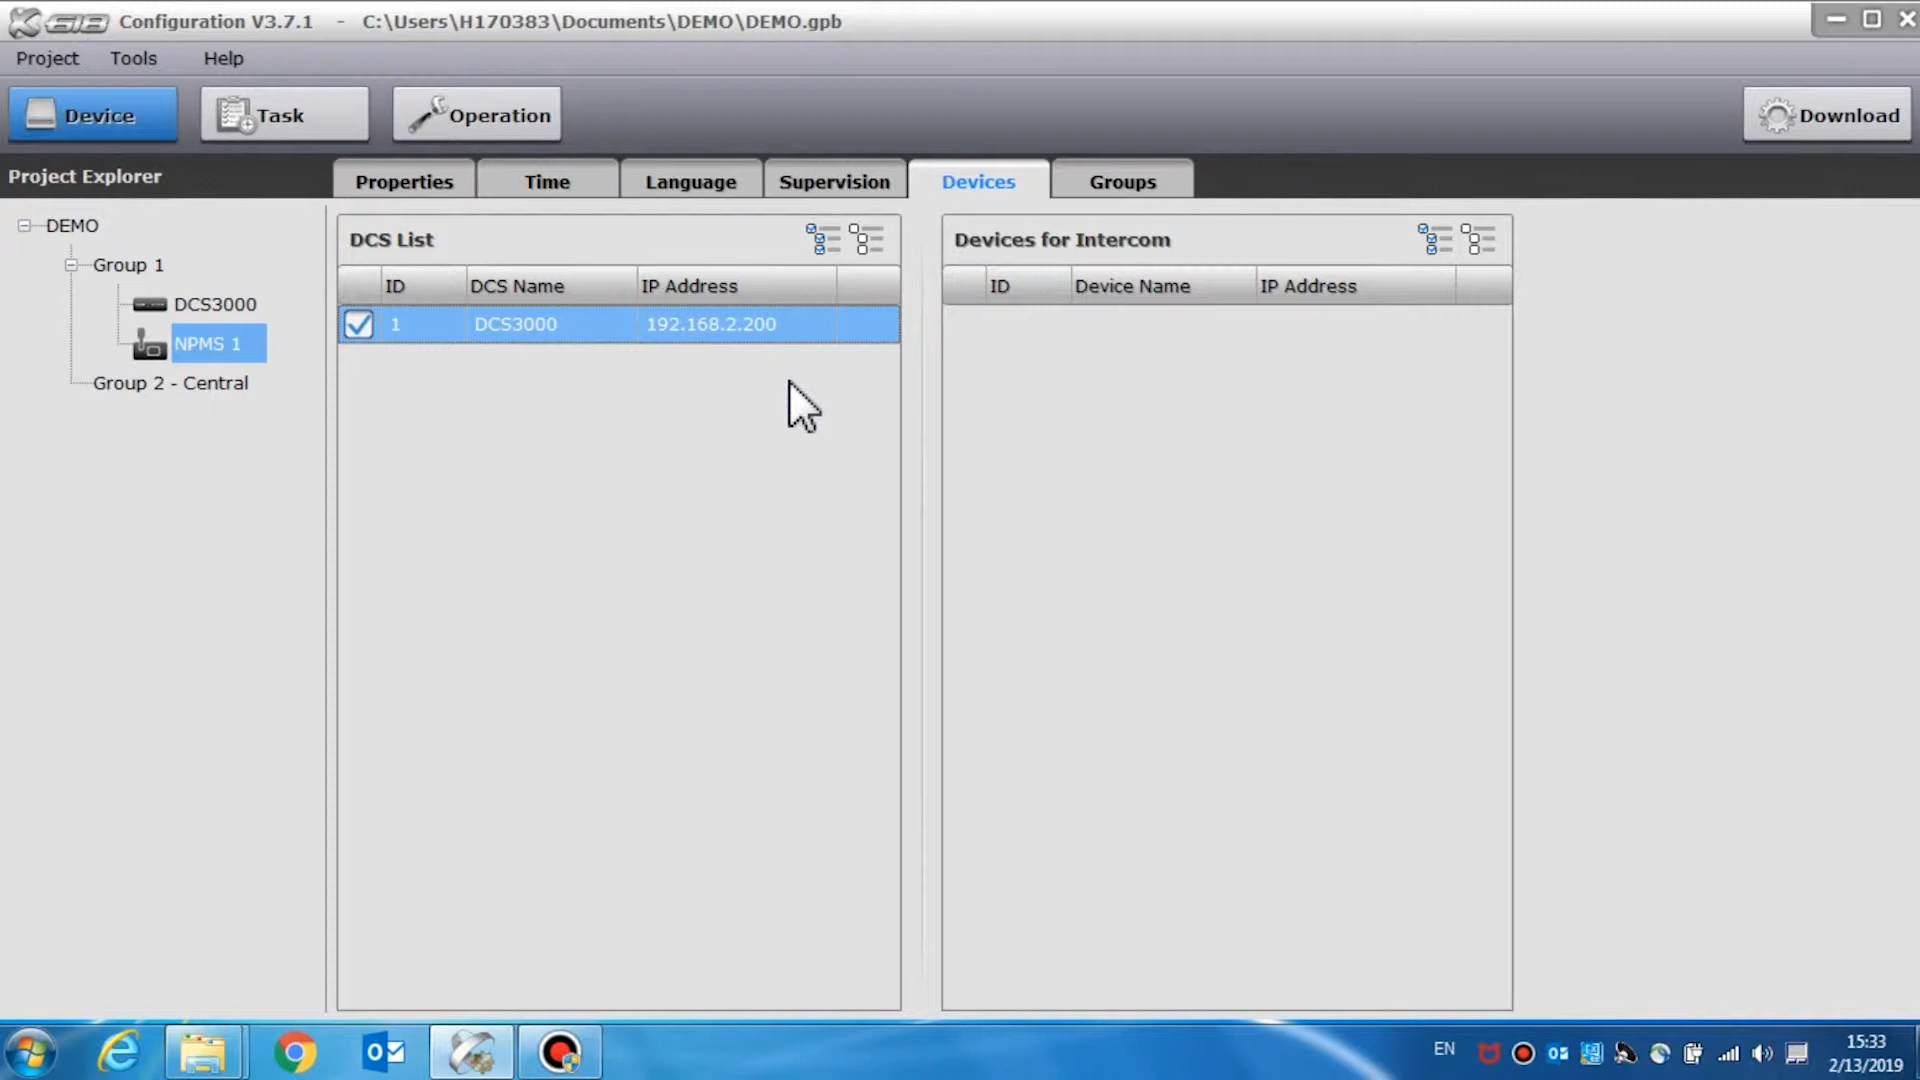 X-618 Configuration V3.7.1 - C:\Users\H170383\Documents\DEMO\DEMO.gpb
Project Tools Help
Device Task Operation Download
Project Explorer
Properties Time Language Supervision Devices Groups
DEMO
Group 1
DCS3000
NPMS 1
Group 2 - Central
DCS List
ID DCS Name IP Address
1 DCS3000 192.168.2.200
Devices for Intercom
ID Device Name IP Address
EN
15:33
2/13/2019